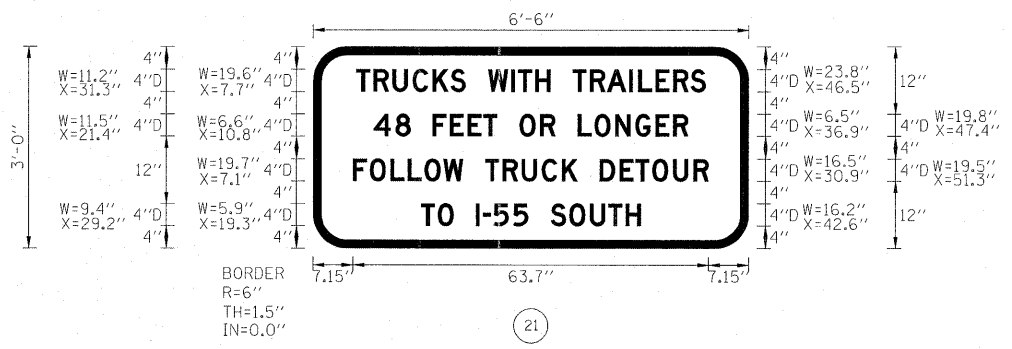 6'-6"
4" 4"
W=11.2" 4"D W=19.6" 4"D TRUCKS WITH TRAILERS 4"D W=23.8" 12"
X=31.3" X=7.7" X=46.5"
4" 4" 4"
W=11.5" 4"D W=6.6" 4"D 48 FEET OR LONGER 4"D W=6.5" 4"D W=19.8"
X=21.4" X=10.8" X=36.9" X=47.4"
3'-0" 4" 4"
12" W=19.7" 4"D FOLLOW TRUCK DETOUR W=16.5" 4"D W=19.5"
X=7.1" X=30.9" X=51.3"
4" 4"
W=9.4" 4"D W=5.9" 4"D TO I-55 SOUTH 4"D W=16.2" 12"
X=29.2" X=19.3" X=42.6"
4" 4" 4"
7.15" 63.7" 7.15"
BORDER
R=6"
TH=1.5"
IN=0.0"
21